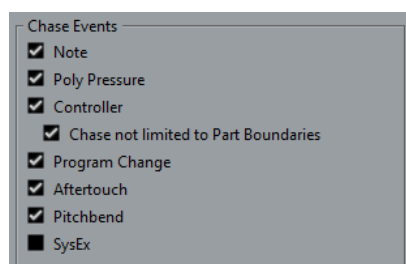 Chase Events
Note
Poly Pressure
Controller
Chase not limited to Part Boundaries
Program Change
Aftertouch
Pitchbend
SysEx